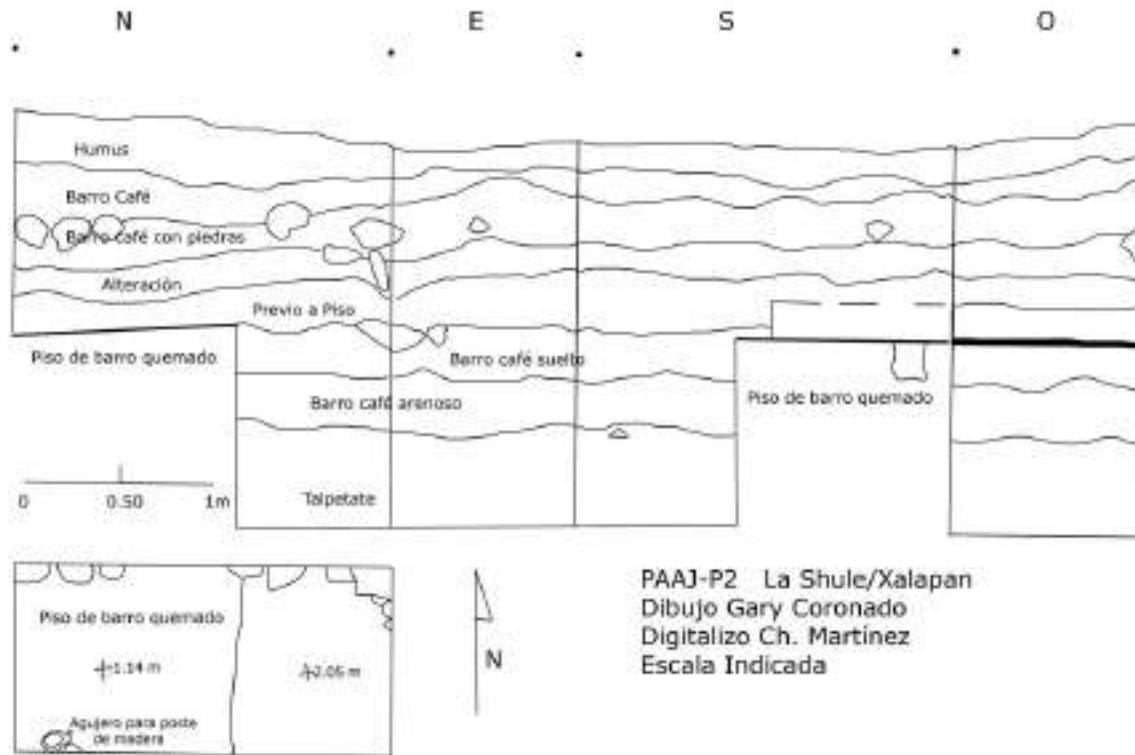 N E S O
Humus
Barro Café
Barro café con piedras
Alteración
Previo a Piso
Piso de barro quemado
Barro café suelto
Barro café arenoso
Piso de barro quemado
Talpetate
0 0.50 1m
Piso de barro quemado
-1.14 m
-2.05 m
Agujero para poste
de madera
N
PAAJ-P2 La Shule/Xalapan
Dibujo Gary Coronado
Digitalizo Ch. Martínez
Escala Indicada